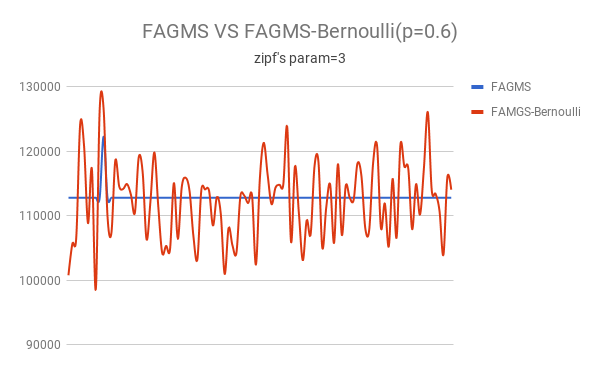 FAGMS VS FAGMS-Bernoulli(p=0.6)
zipf's param=3
130000
120000
110000
100000
90000
FAGMS
FAMGS-Bernoulli